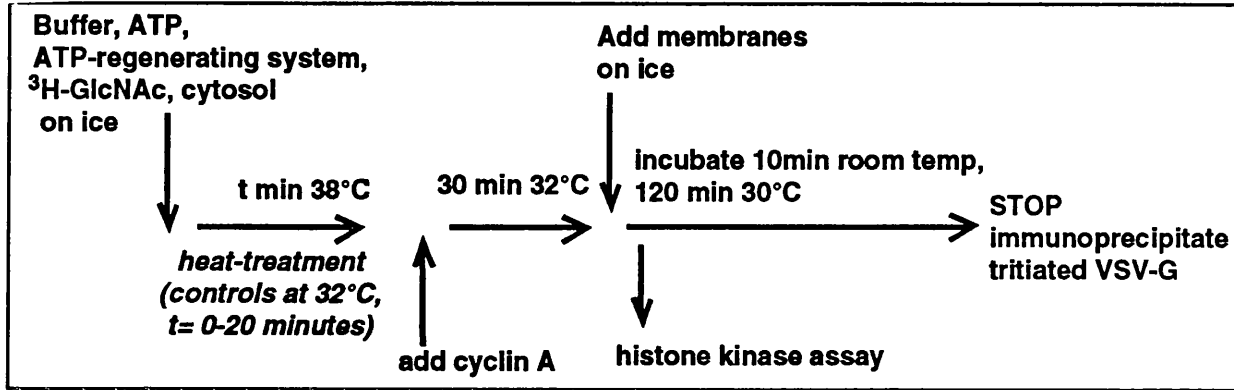 Buffer, ATP,
ATP-regenerating system,
³H-GlcNAc, cytosol
on ice
Add membranes
on ice
t min 38°C
30 min 32°C
incubate 10min room temp,
120 min 30°C
heat-treatment
(controls at 32°C,
t= 0-20 minutes)
add cyclin A
histone kinase assay
STOP
immunoprecipitate
tritiated VSV-G